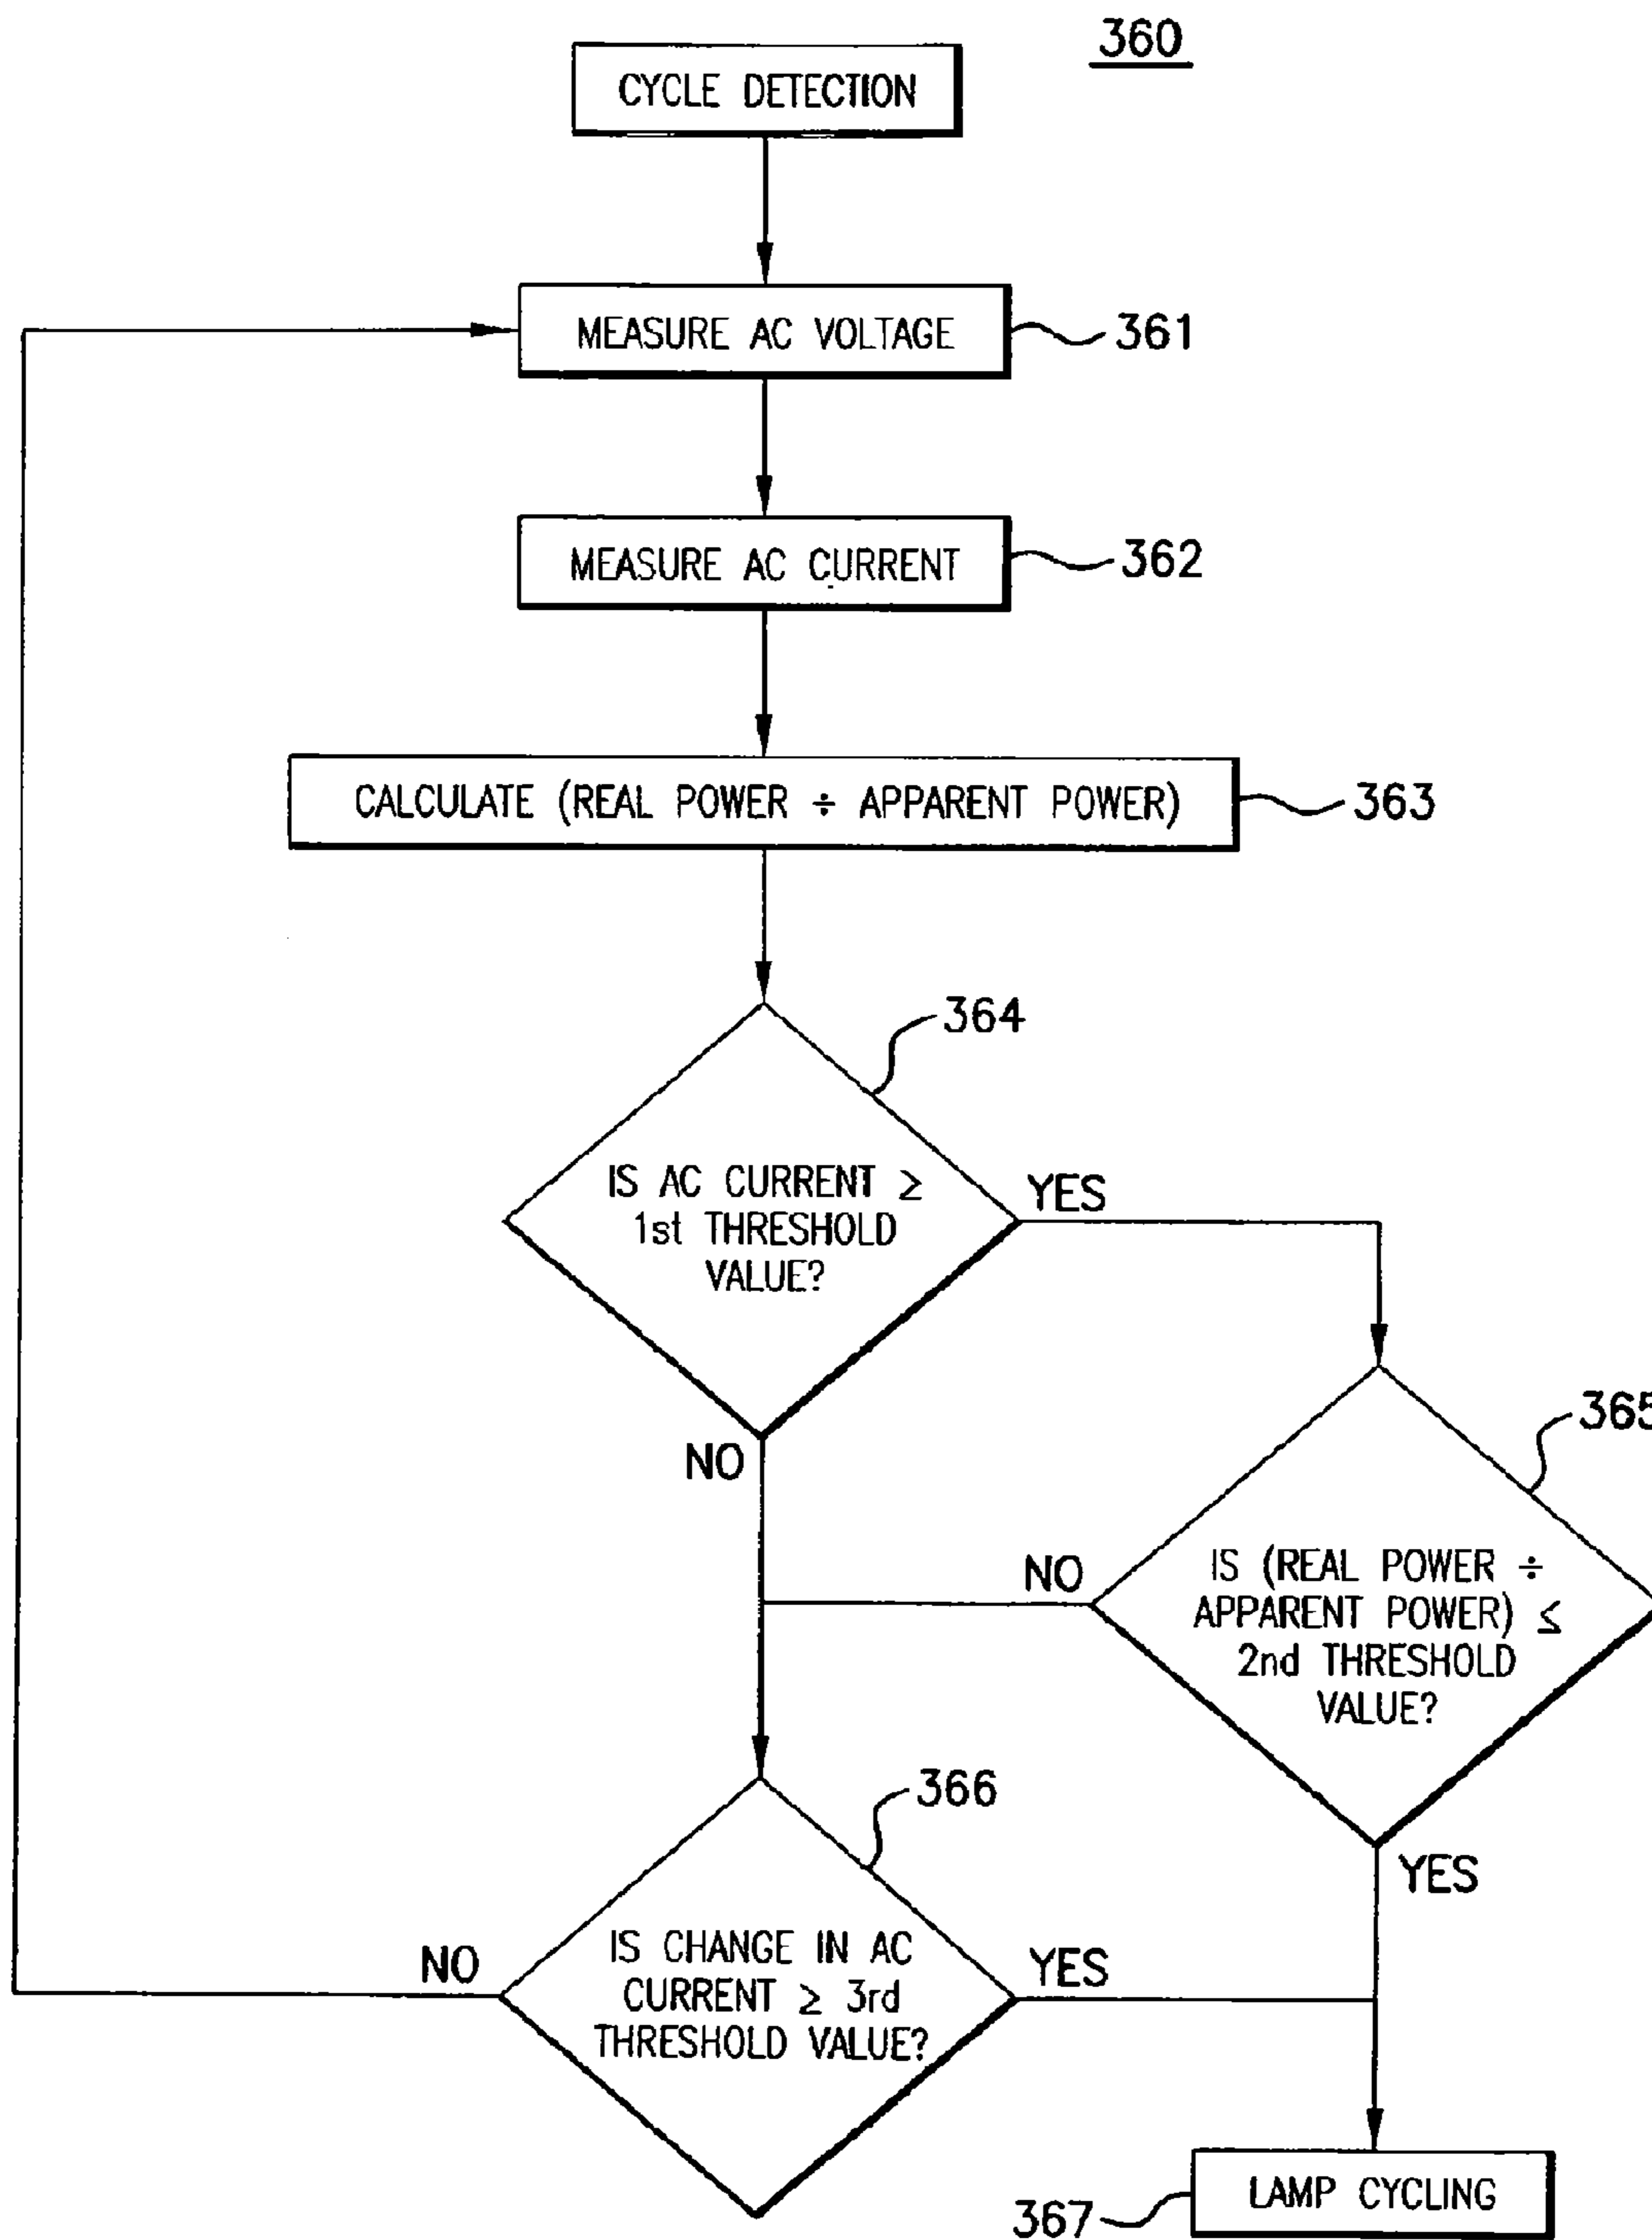 360
CYCLE DETECTION
MEASURE AC VOLTAGE
361
MEASURE AC CURRENT
362
CALCULATE (REAL POWER ÷ APPARENT POWER)
363
364
IS AC CURRENT ≥
1st THRESHOLD
VALUE?
YES
NO
365
IS (REAL POWER ÷
APPARENT POWER) ≤
2nd THRESHOLD
VALUE?
NO
YES
366
IS CHANGE IN AC
CURRENT ≥ 3rd
THRESHOLD VALUE?
NO
YES
LAMP CYCLING
367